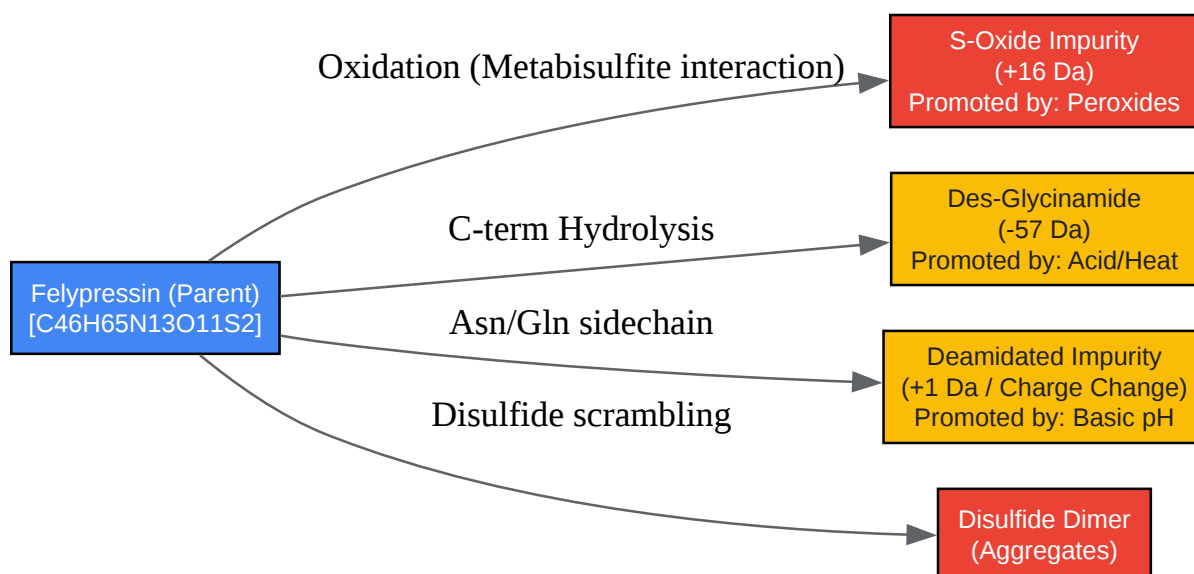 Oxidation (Metabisulfite interaction)
S-Oxide Impurity
(+16 Da)
Promoted by: Peroxides
C-term Hydrolysis
Des-Glycinamide
(-57 Da)
Promoted by: Acid/Heat
Felypressin (Parent)
[C46H65N13O11S2]
Asn/Gln sidechain
Deamidated Impurity
(+1 Da / Charge Change)
Promoted by: Basic pH
Disulfide scrambling
Disulfide Dimer
(Aggregates)